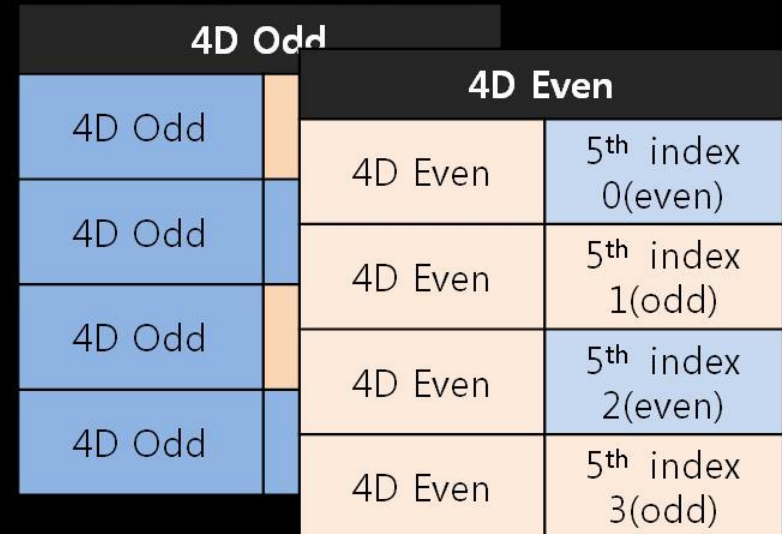 4D Odd
4D Odd
4D Odd
4D Odd
4D Odd
4D Even
4D Even
5th index
0(even)
4D Even
5th index
1(odd)
4D Even
5th index
2(even)
4D Even
5th index
3(odd)